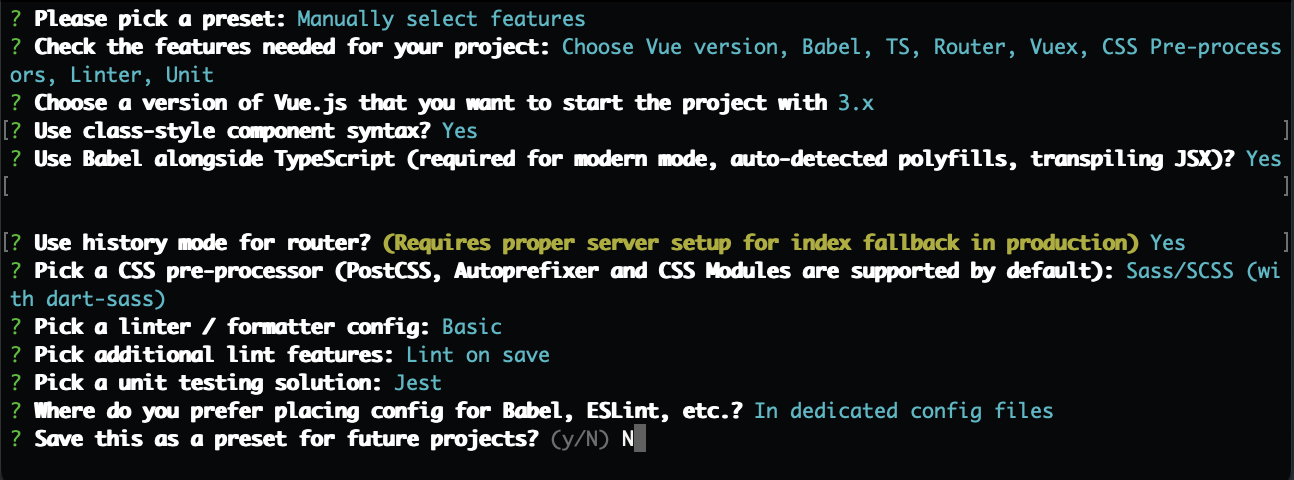 ? Please pick a preset: Manually select features
? Check the features needed for your project: Choose Vue version, Babel, TS, Router, Vuex, CSS Pre-process
ors, Linter, Unit
? Choose a version of Vue.js that you want to start the project with 3.x
[? Use class-style component syntax? Yes ]
? Use Babel alongside TypeScript (required for modern mode, auto-detected polyfills, transpiling JSX)? Yes
[ ]
[? Use history mode for router? (Requires proper server setup for index fallback in production) Yes ]
? Pick a CSS pre-processor (PostCSS, Autoprefixer and CSS Modules are supported by default): Sass/SCSS (wi
th dart-sass)
? Pick a linter / formatter config: Basic
? Pick additional lint features: Lint on save
? Pick a unit testing solution: Jest
? Where do you prefer placing config for Babel, ESLint, etc.? In dedicated config files
? Save this as a preset for future projects? (y/N) N